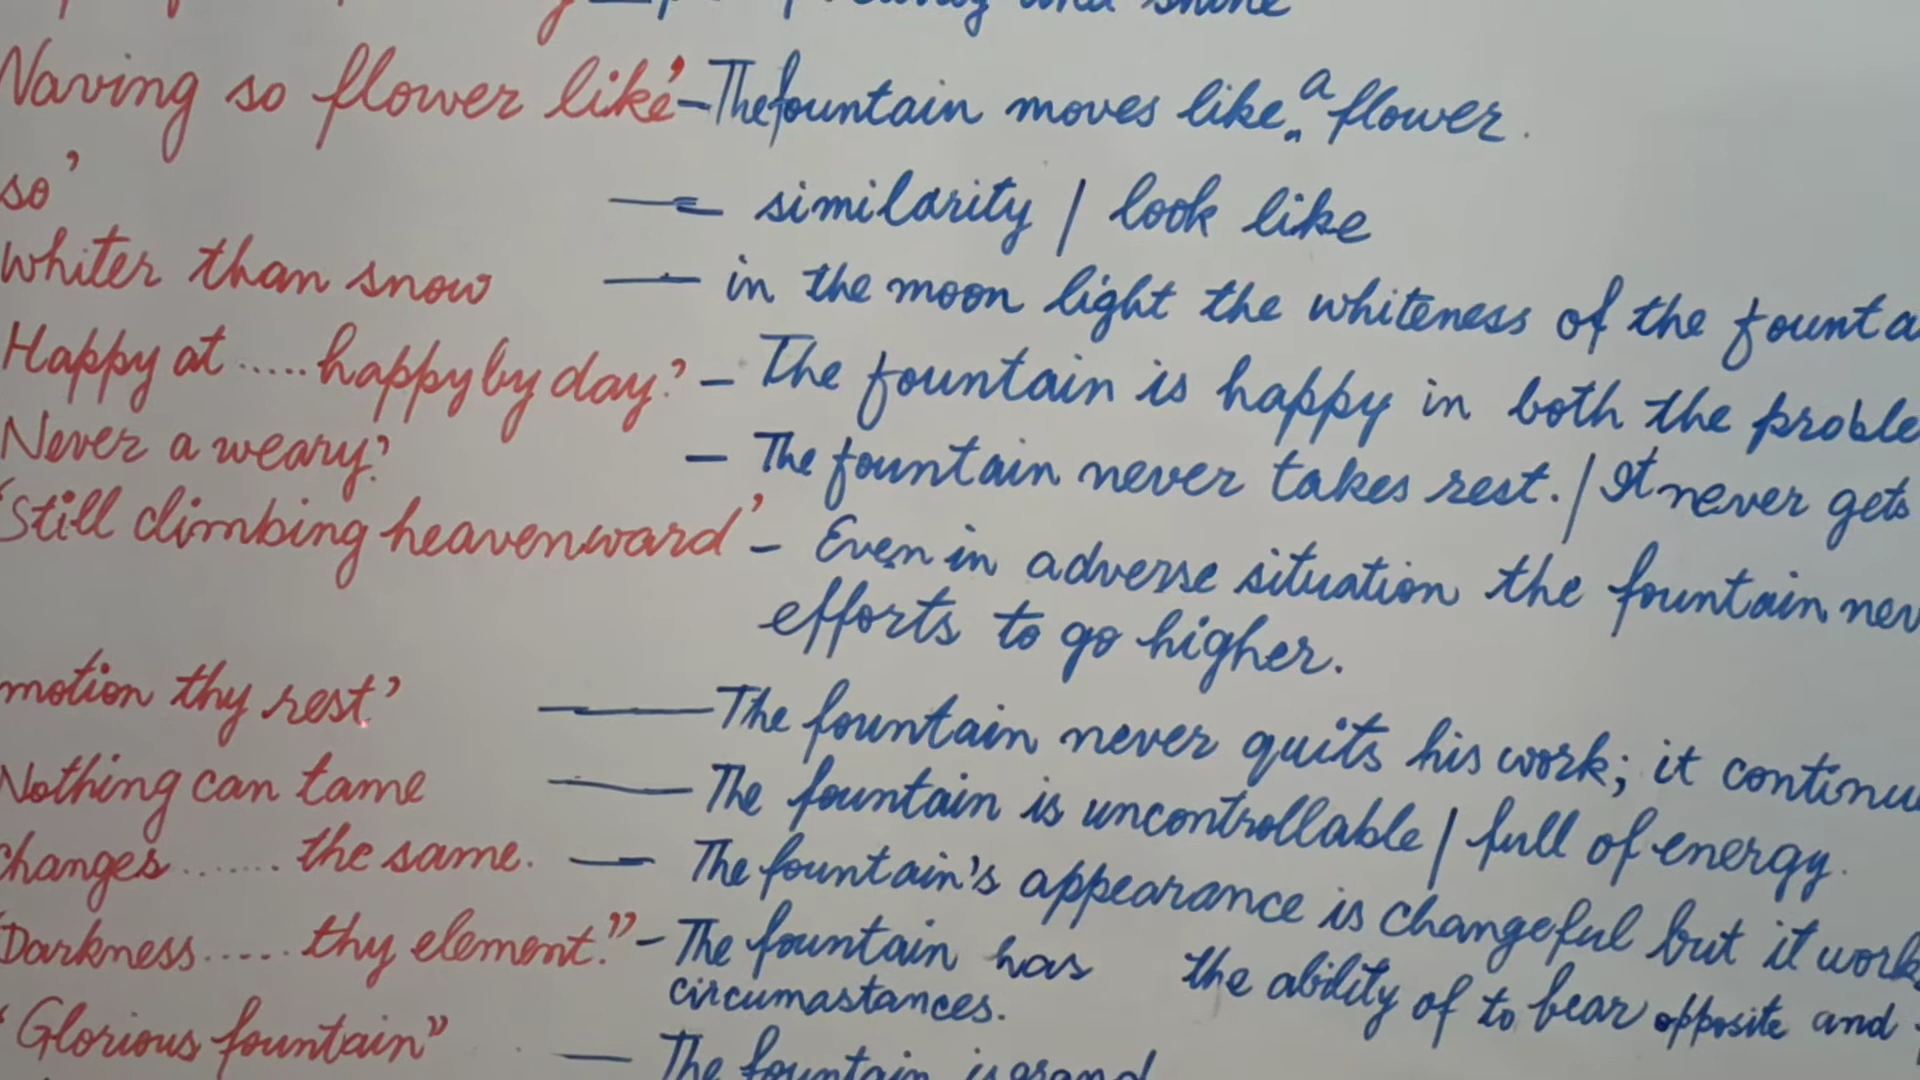 and shine
Naving so flower like' - The fountain moves like a flower.
so' — similarity / look like
whiter than snow — in the moon light the whiteness of the founta
Happy at ..... happy by day?' - The fountain is happy in both the proble
Never a weary?' - The fountain never takes rest. / It never gets
'Still climbing heavenward' - Even in adverse situation the fountain nev
efforts to go higher.
motion thy rest.' — The fountain never quits his work; it continu
Nothing can tame — The fountain is uncontrollable / full of energy.
changes ....... the same. — The fountain's appearance is changeful but it work
"Darkness ..... thy element." - The fountain has the ability of to bear opposite and
circumastances.
"Glorious fountain" — The fountain is grand